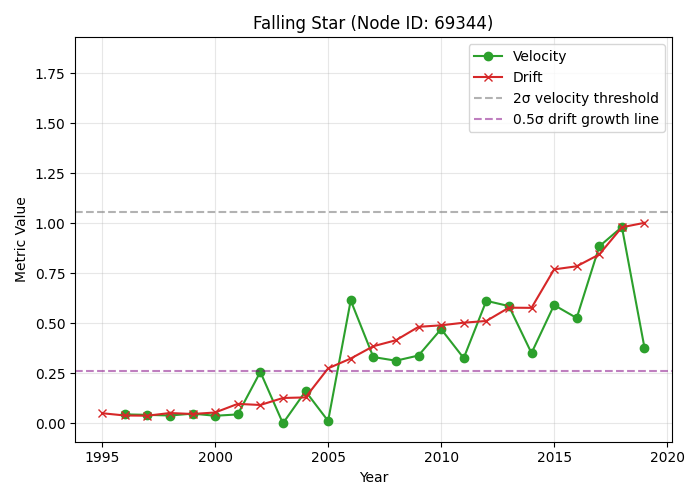 Falling Star (Node ID: 69344)
Velocity
Drift
2σ velocity threshold
0.5σ drift growth line
Metric Value
1.75
1.50
1.25
1.00
0.75
0.50
0.25
0.00
1995 2000 2005 2010 2015 2020
Year